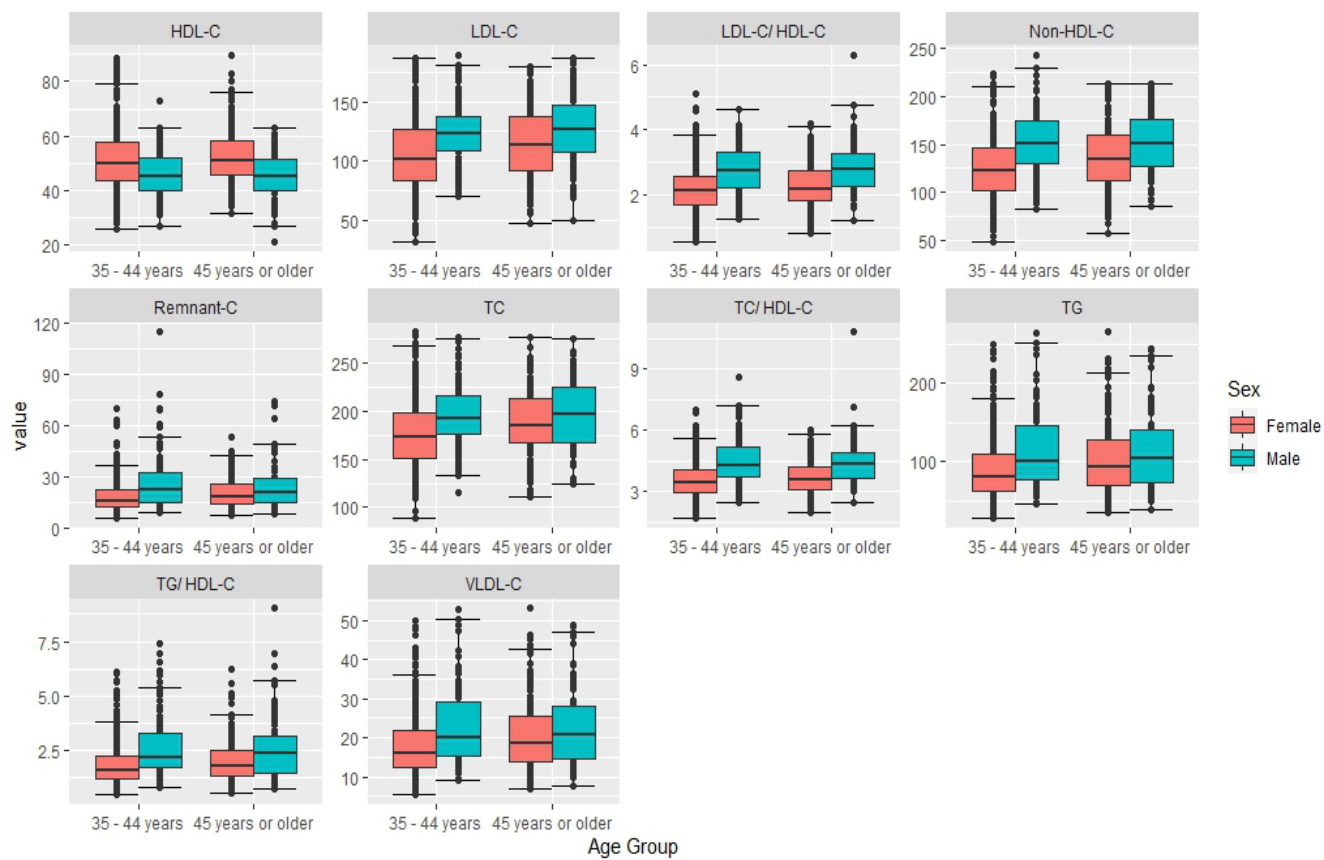 HDL-C
LDL-C
LDL-C/ HDL-C
Non-HDL-C
80
60
40
20
150
100
50
6
4
2
250
200
150
100
50
35 - 44 years 45 years or older
35 - 44 years 45 years or older
35 - 44 years 45 years or older
35 - 44 years 45 years or older
Remnant-C
TC
TC/ HDL-C
TG
120
90
60
30
0
250
200
150
100
9
6
3
200
100
35 - 44 years 45 years or older
35 - 44 years 45 years or older
35 - 44 years 45 years or older
35 - 44 years 45 years or older
value
Sex
Female
Male
TG/ HDL-C
VLDL-C
7.5
5.0
2.5
50
40
30
20
10
35 - 44 years 45 years or older
35 - 44 years 45 years or older
Age Group